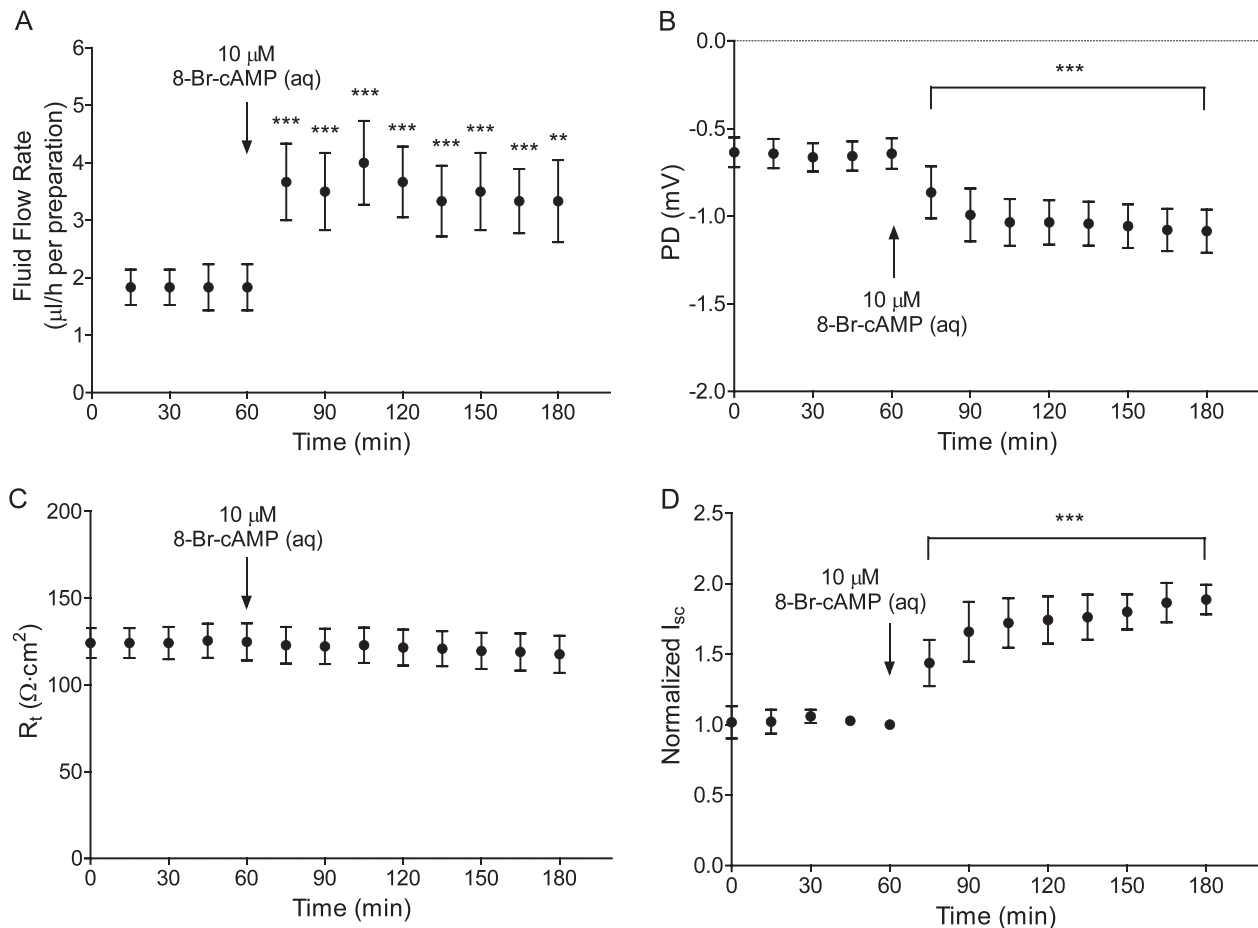 A
10 μM
8-Br-cAMP (aq)
*** *** *** *** *** *** *** **
Fluid Flow Rate
(μl/h per preparation)
6
5
4
3
2
1
0
0 30 60 90 120 150 180
Time (min)
B
***
10 μM
8-Br-cAMP (aq)
PD (mV)
0.0
-0.5
-1.0
-1.5
-2.0
0 30 60 90 120 150 180
Time (min)
C
10 μM
8-Br-cAMP (aq)
Rt (Ω·cm²)
200
150
100
50
0
0 30 60 90 120 150 180
Time (min)
D
***
10 μM
8-Br-cAMP (aq)
Normalized Isc
2.5
2.0
1.5
1.0
0.5
0.0
0 30 60 90 120 150 180
Time (min)